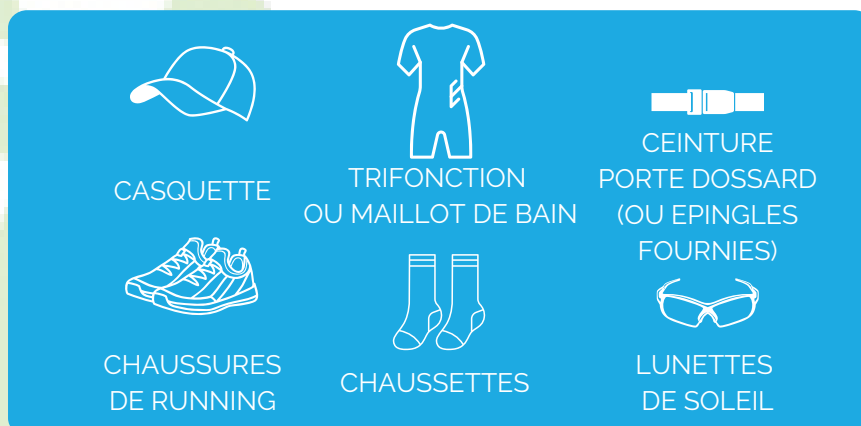 CASQUETTE
TRIFONCTION
OU MAILLOT DE BAIN
CEINTURE
PORTE DOSSARD
(OU EPINGLES
FOURNIES)
CHAUSSURES
DE RUNNING
CHAUSSETTES
LUNETTES
DE SOLEIL